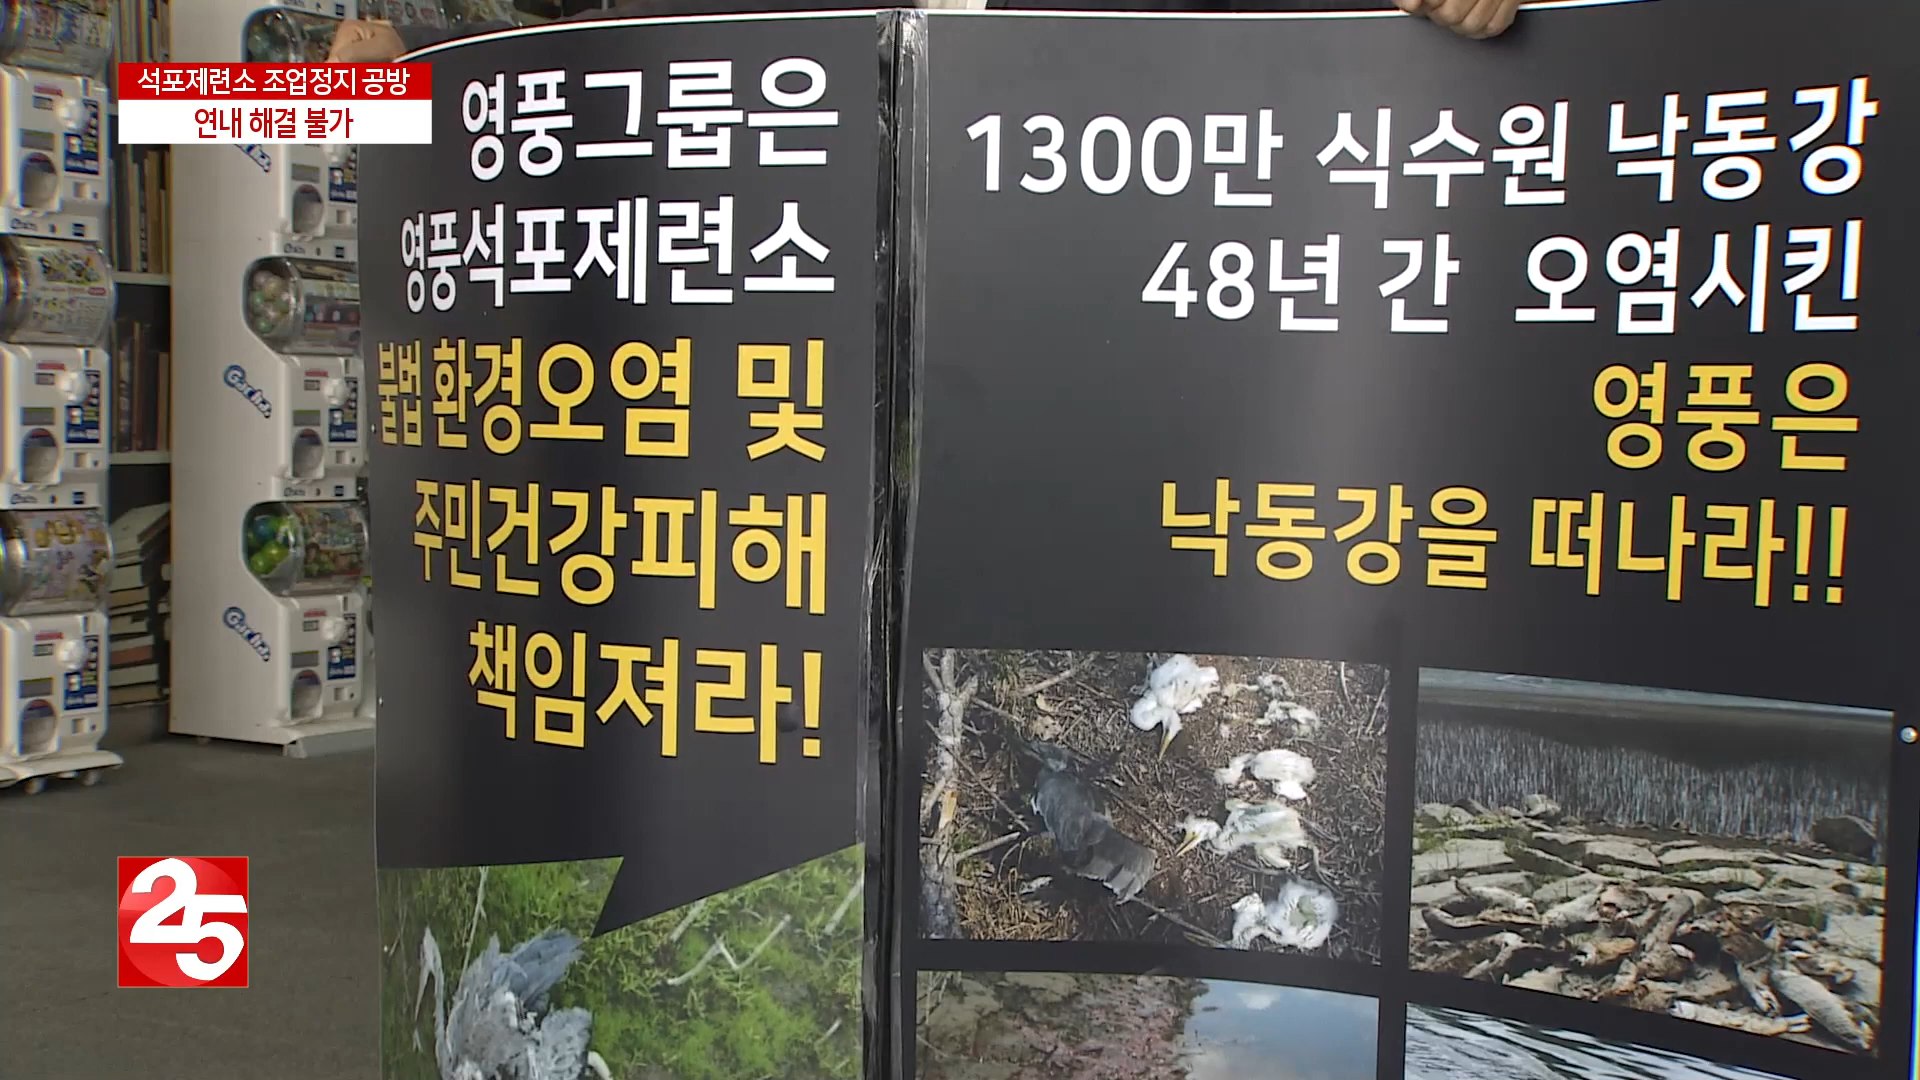 석포제련소 조업정지 공방
연내 해결 불가
영풍그룹은
영풍석포제련소
불법 환경오염 및
주민건강피해
책임져라!
1300만 식수원 낙동강
48년 간 오염시킨
영풍은
낙동강을 떠나라!!
Gacha
Gacha
25